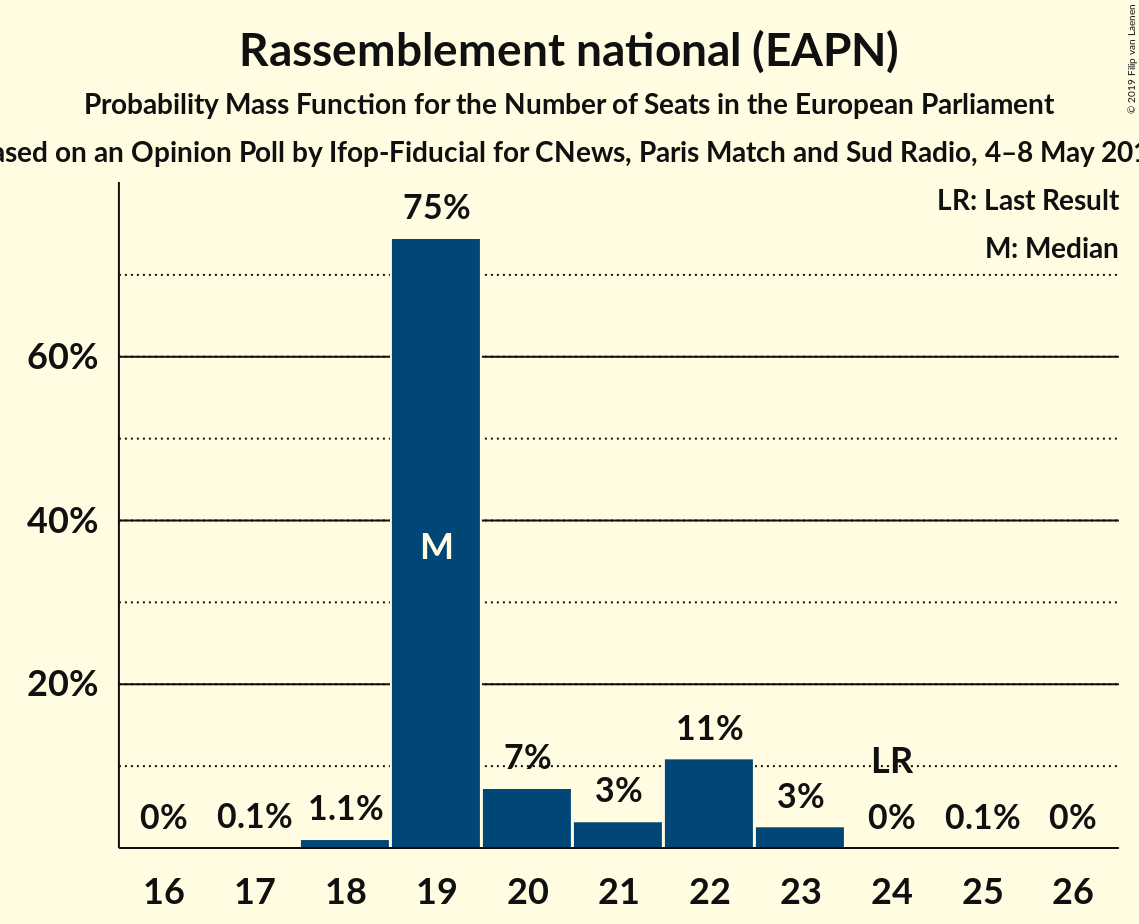 Rassemblement national (EAPN)
Probability Mass Function for the Number of Seats in the European Parliament
on an Opinion Poll by Ifop-Fiducial for CNews, Paris Match and Sud Radio, 4–8 May
© 2019 Filip van Laenen
LR: Last Result
M: Median
75%
60%
40%
M
20%
11%
7%
LR
3%
3%
1.1%
0%
0.1%
0%
0.1%
0%
16 17 18 19 20 21 22 23 24 25 26